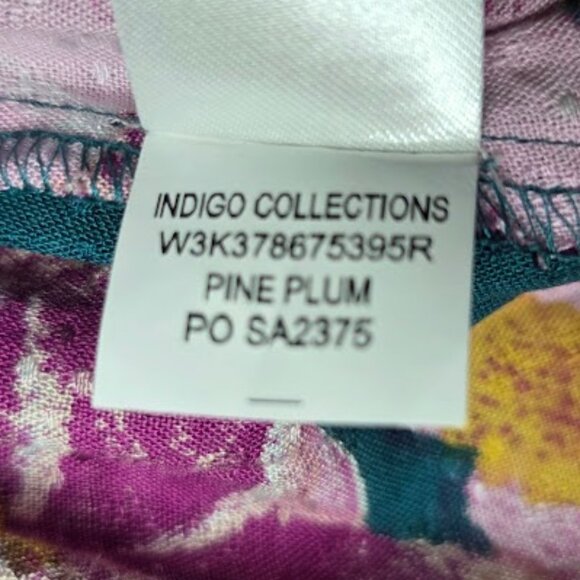 INDIGO COLLECTIONS
W3K378675395R
PINE PLUM
PO SA2375